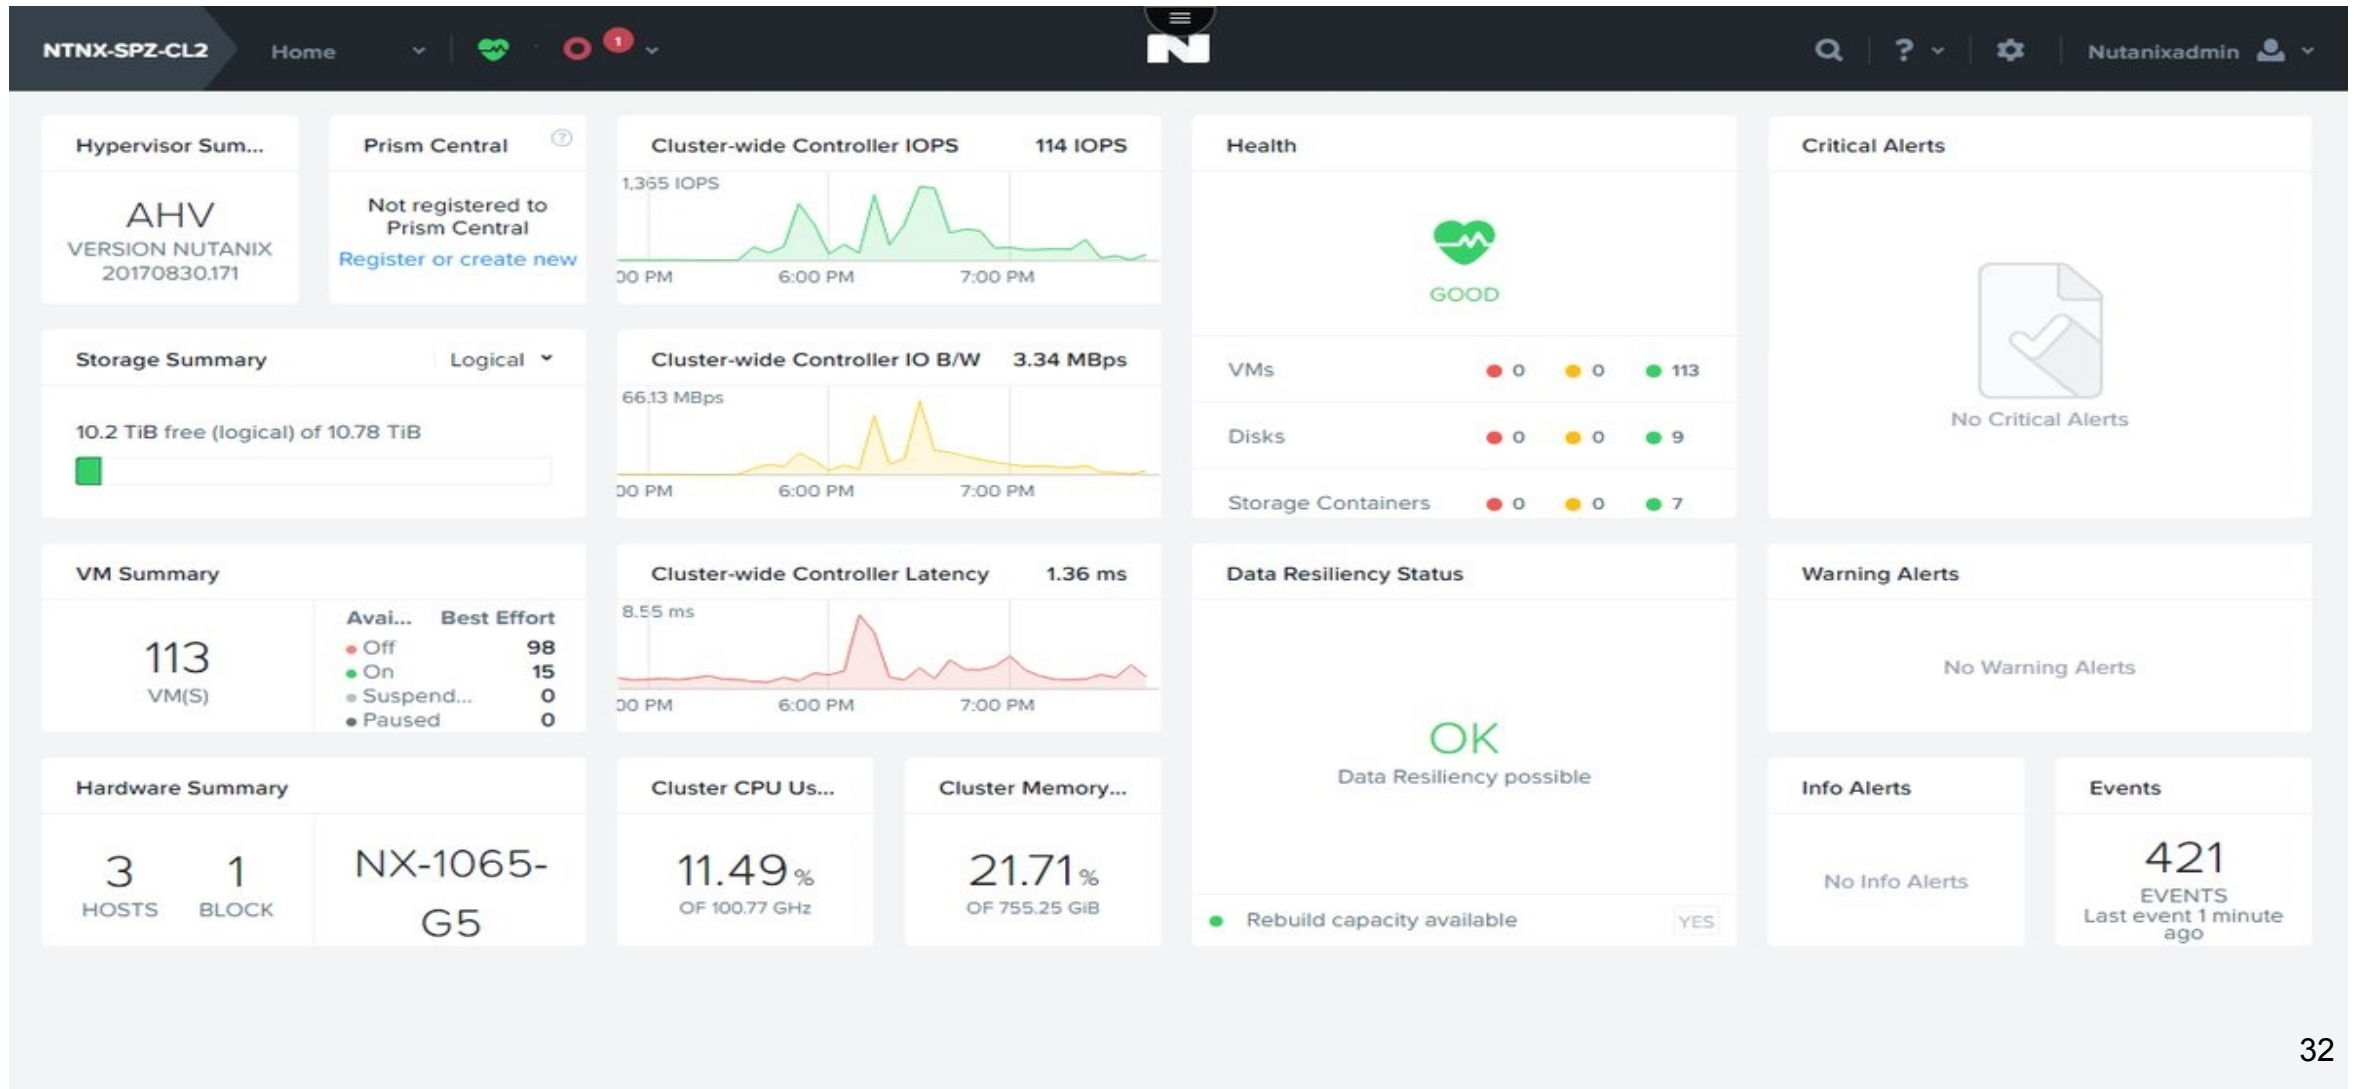 NTNX-SPZ-CL2
Home
1
N
?
Nutanixadmin
Hypervisor Sum...
AHV
VERSION NUTANIX
20170830.171
Prism Central
?
Not registered to
Prism Central
Register or create new
Cluster-wide Controller IOPS 114 IOPS
1,365 IOPS
00 PM 6:00 PM 7:00 PM
Health
GOOD
VMs 0 0 113
Disks 0 0 9
Storage Containers 0 0 7
Critical Alerts
No Critical Alerts
Storage Summary Logical
10.2 TiB free (logical) of 10.78 TiB
Cluster-wide Controller IO B/W 3.34 MBps
66.13 MBps
00 PM 6:00 PM 7:00 PM
VM Summary
113
VM(S)
Avai... Best Effort
Off 98
On 15
Suspend... 0
Paused 0
Cluster-wide Controller Latency 1.36 ms
8.55 ms
00 PM 6:00 PM 7:00 PM
Data Resiliency Status
OK
Data Resiliency possible
Rebuild capacity available YES
Warning Alerts
No Warning Alerts
Hardware Summary
3
HOSTS
1
BLOCK
NX-1065-
G5
Cluster CPU Us...
11.49 %
OF 100.77 GHz
Cluster Memory...
21.71 %
OF 755.25 GiB
Info Alerts
No Info Alerts
Events
421
EVENTS
Last event 1 minute
ago
32